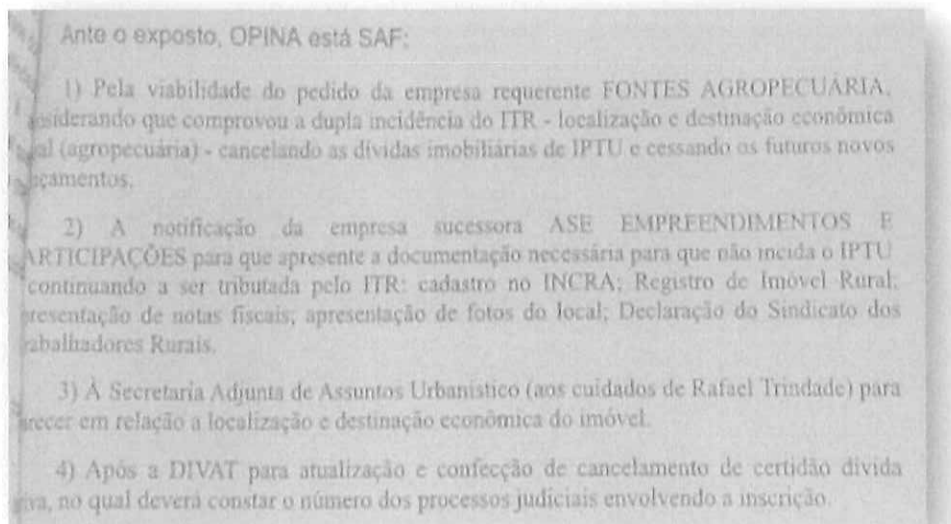 Ante o exposto, OPINA está SAF:
1) Pela viabilidade do pedido da empresa requerente FONTES AGROPECUÁRIA,
considerando que comprovou a dupla incidência do ITR - localização e destinação econômica
(agropecuária) - cancelando as dívidas imobiliárias de IPTU e cessando os futuros novos
lançamentos.
2) A notificação da empresa sucessora ASE EMPREENDIMENTOS E
PARTICIPAÇÕES para que apresente a documentação necessária para que não incida o IPTU
continuando a ser tributada pelo ITR: cadastro no INCRA; Registro de Imóvel Rural;
apresentação de notas fiscais; apresentação de fotos do local; Declaração do Sindicato dos
Trabalhadores Rurais.
3) À Secretaria Adjunta de Assuntos Urbanístico (aos cuidados de Rafael Trindade) para
parecer em relação a localização e destinação econômica do imóvel.
4) Após a DIVAT para atualização e confecção de cancelamento de certidão dívida
ativa, no qual deverá constar o número dos processos judiciais envolvendo a inscrição.